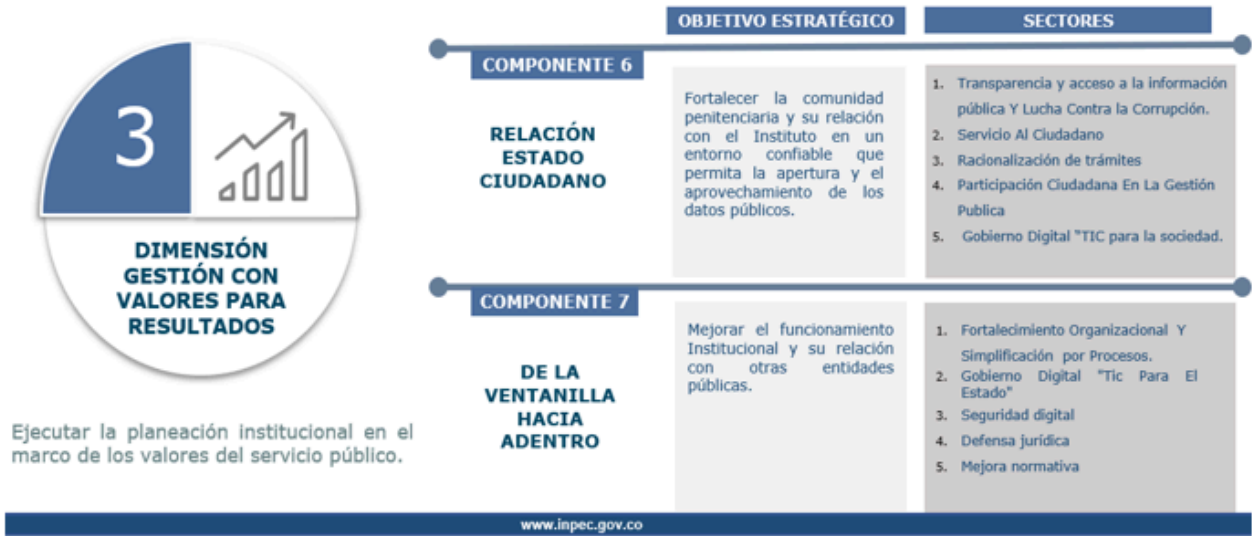 3
DIMENSIÓN
GESTIÓN CON
VALORES PARA
RESULTADOS
Ejecutar la planeación institucional en el
marco de los valores del servicio público.
OBJETIVO ESTRATÉGICO
SECTORES
COMPONENTE 6
RELACIÓN
ESTADO
CIUDADANO
Fortalecer la comunidad
penitenciaria y su relación
con el Instituto en un
entorno confiable que
permita la apertura y el
aprovechamiento de los
datos públicos.
1. Transparencia y acceso a la información
pública Y Lucha Contra la Corrupción.
2. Servicio Al Ciudadano
3. Racionalización de trámites
4. Participación Ciudadana En La Gestión
Publica
5. Gobierno Digital "TIC para la sociedad.
COMPONENTE 7
DE LA
VENTANILLA
HACIA
ADENTRO
Mejorar el funcionamiento
Institucional y su relación
con otras entidades
públicas.
1. Fortalecimiento Organizacional Y
Simplificación por Procesos.
2. Gobierno Digital "Tic Para El
Estado"
3. Seguridad digital
4. Defensa jurídica
5. Mejora normativa
www.inpec.gov.co